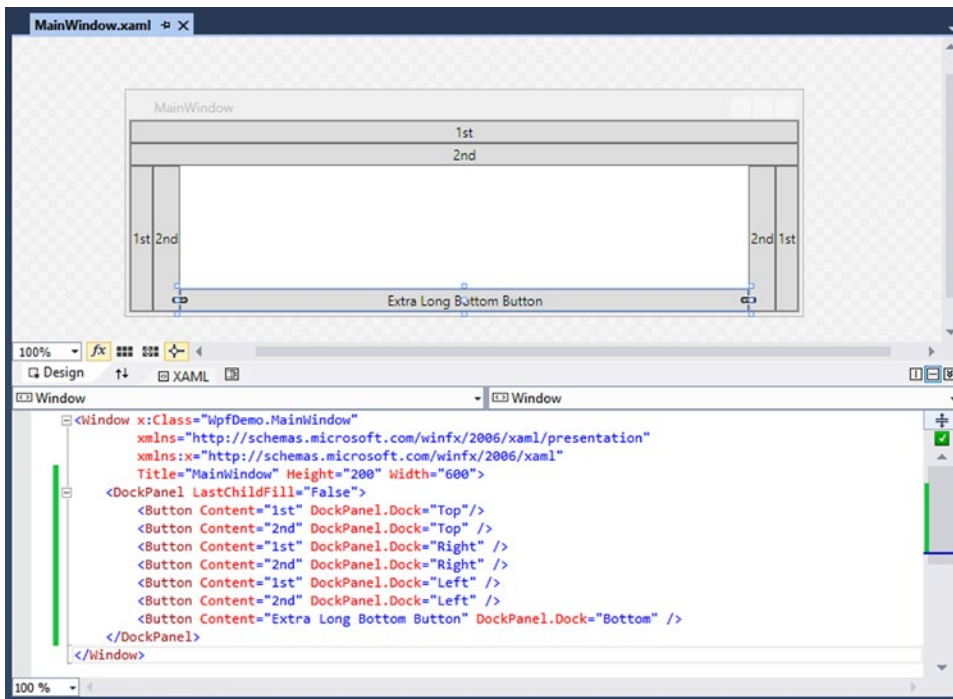 MainWindow.xaml
MainWindow
1st
2nd
1st 2nd 2nd 1st
Extra Long Bottom Button
100% fx
Design XAML
Window Window
<Window x:Class="WpfDemo.MainWindow"
xmlns="http://schemas.microsoft.com/winfx/2006/xaml/presentation"
xmlns:x="http://schemas.microsoft.com/winfx/2006/xaml"
Title="MainWindow" Height="200" Width="600">
<DockPanel LastChildFill="False">
<Button Content="1st" DockPanel.Dock="Top"/>
<Button Content="2nd" DockPanel.Dock="Top" />
<Button Content="1st" DockPanel.Dock="Right" />
<Button Content="2nd" DockPanel.Dock="Right" />
<Button Content="1st" DockPanel.Dock="Left" />
<Button Content="2nd" DockPanel.Dock="Left" />
<Button Content="Extra Long Bottom Button" DockPanel.Dock="Bottom" />
</DockPanel>
</Window>
100 %